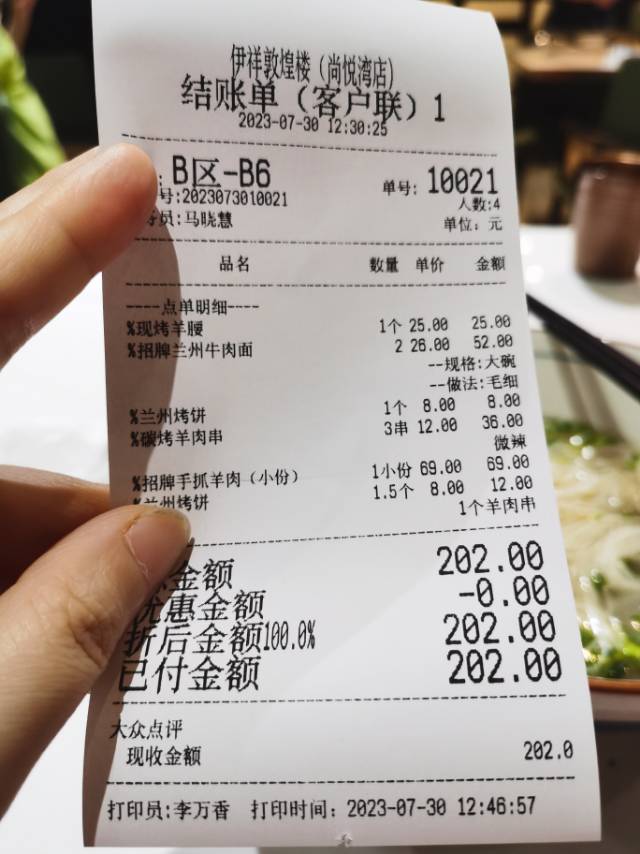 伊祥敦煌楼（尚悦湾店）
结账单（客户联）1
2023-07-30 12:30:25
B区-B6 单号: 10021
号:2023073010021 人数:4
员:马晓慧 单位: 元
品名 数量 单价 金额
----点单明细----
%现烤羊腰 1个 25.00 25.00
%招牌兰州牛肉面 2 26.00 52.00
--规格:大碗
--做法:毛细
%兰州烤饼 1个 8.00 8.00
%碳烤羊肉串 3串 12.00 36.00
微辣
%招牌手抓羊肉（小份） 1小份 69.00 69.00
兰州烤饼 1.5个 8.00 12.00
1个羊肉串
金额 202.00
优惠金额 -0.00
折后金额100.0% 202.00
已付金额 202.00
大众点评
现收金额 202.0
打印员:李万香 打印时间: 2023-07-30 12:46:57